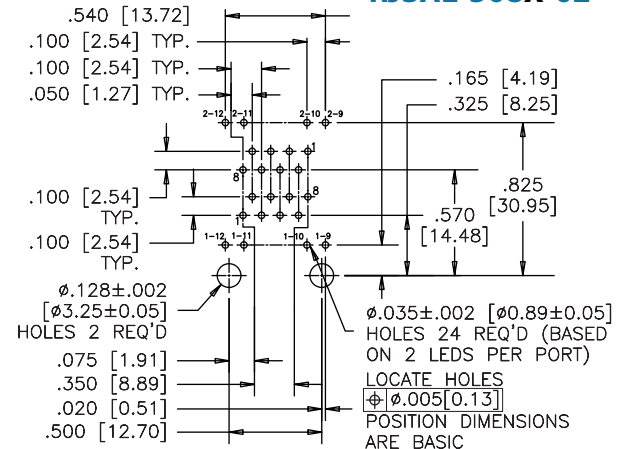 .540 [13.72]
.100 [2.54] TYP.
.100 [2.54] TYP.
.050 [1.27] TYP.
.165 [4.19]
.325 [8.25]
2-12
2-11
2-10
2-9
1
8
8
1
.825
[30.95]
.570
[14.48]
.100 [2.54]
TYP.
.100 [2.54]
TYP.
1-12
1-11
1-10
1-9
ø.128±.002
[ø3.25±0.05]
HOLES 2 REQ'D
ø.035±.002 [ø0.89±0.05]
HOLES 24 REQ'D (BASED
ON 2 LEDS PER PORT)
LOCATE HOLES
⌖ ø.005[0.13]
POSITION DIMENSIONS
ARE BASIC
.075 [1.91]
.350 [8.89]
.020 [0.51]
.500 [12.70]